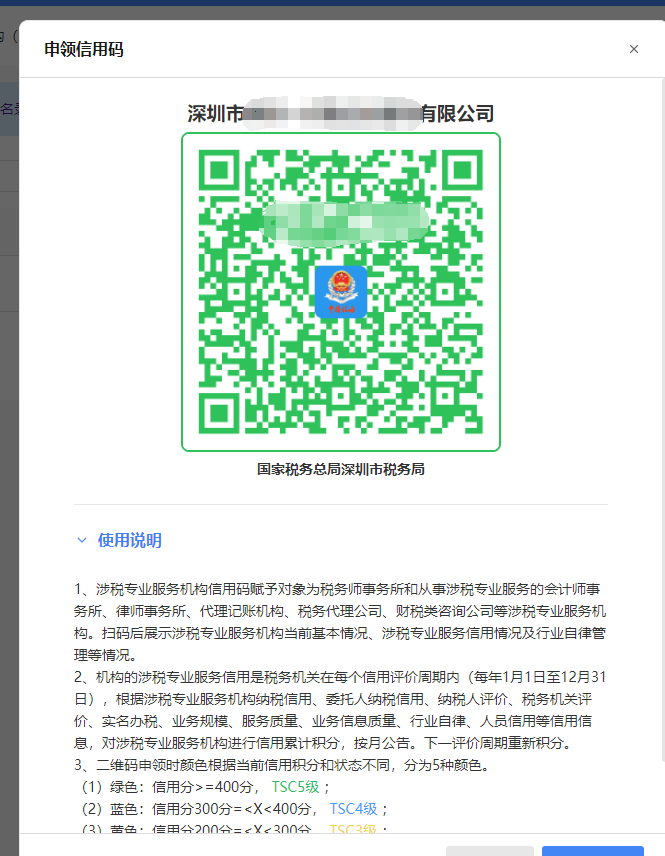 申领信用码
×
深圳市 有限公司
国家税务总局深圳市税务局
使用说明
1、涉税专业服务机构信用码赋予对象为税务师事务所和从事涉税专业服务的会计师事
务所、律师事务所、代理记账机构、税务代理公司、财税类咨询公司等涉税专业服务机
构。扫码后展示涉税专业服务机构当前基本情况、涉税专业服务信用情况及行业自律管
理等情况。
2、机构的涉税专业服务信用是税务机关在每个信用评价周期内（每年1月1日至12月31
日），根据涉税专业服务机构纳税信用、委托人纳税信用、纳税人评价、税务机关评
价、实名办税、业务规模、服务质量、业务信息质量、行业自律、人员信用等信用信
息，对涉税专业服务机构进行信用累计积分，按月公告。下一评价周期重新积分。
3、二维码申领时颜色根据当前信用积分和状态不同，分为5种颜色。
（1）绿色：信用分>=400分， TSC5级 ；
（2）蓝色：信用分300分=<X<400分， TSC4级 ；
（3）黄色：信用分200分=<X<300分， TSC3级 ；